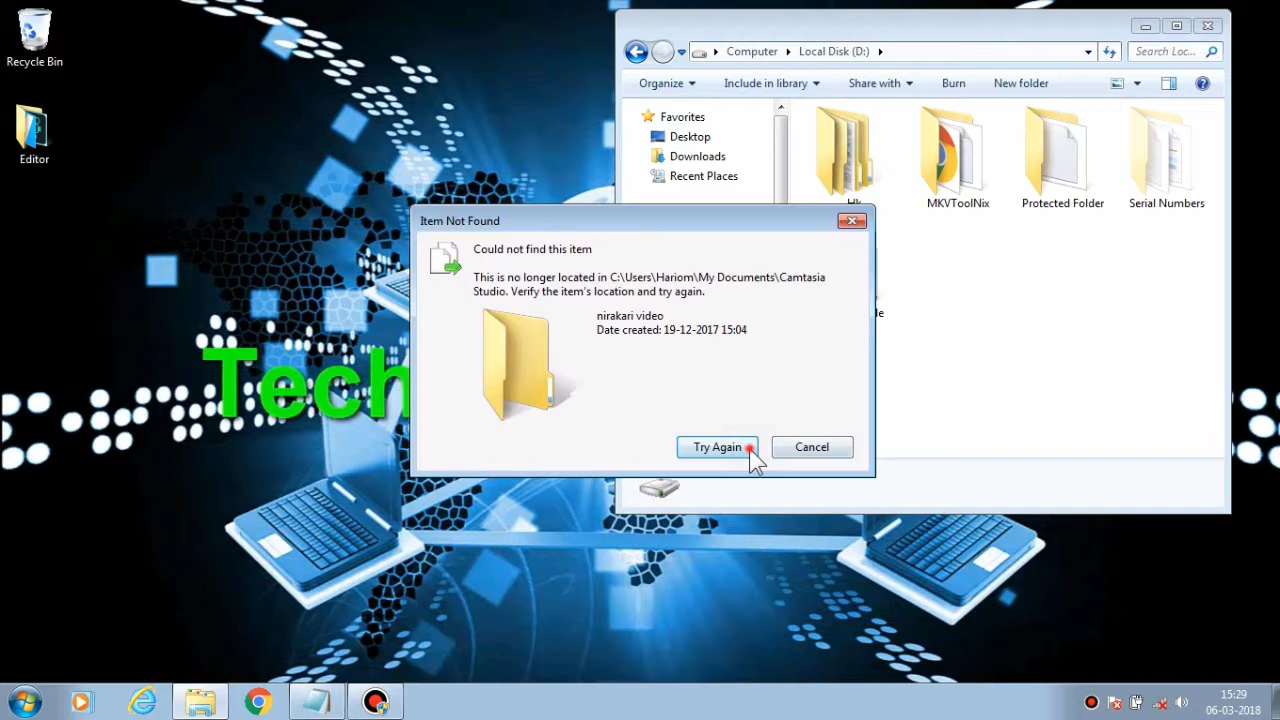 Recycle Bin
Editor
Tech
Computer
Local Disk (D:)
Search Loc...
Organize
Include in library
Share with
Burn
New folder
Favorites
Desktop
Downloads
Recent Places
MKVToolNix
Protected Folder
Serial Numbers
Item Not Found
Could not find this item
This is no longer located in C:\Users\Hariom\My Documents\Camtasia
Studio. Verify the item's location and try again.
nirakari video
Date created: 19-12-2017 15:04
Try Again
Cancel
15:29
06-03-2018